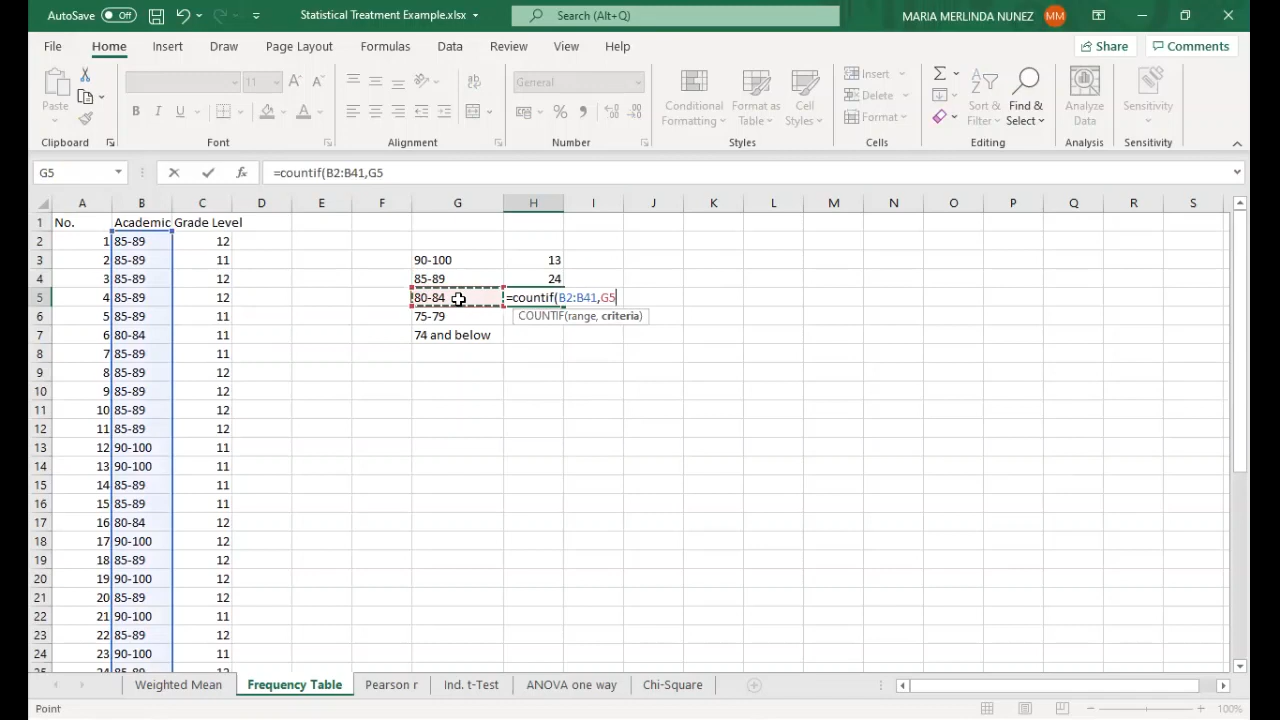 AutoSave Off Statistical Treatment Example.xlsx Search (Alt+Q) MARIA MERLINDA NUNEZ MM
File Home Insert Draw Page Layout Formulas Data Review View Help Share Comments
Paste 11 General Conditional Formatting Format as Table Cell Styles Insert Delete Format Sort & Filter Find & Select Analyze Data Sensitivity
B I U
Clipboard Font Alignment Number Styles Cells Editing Analysis Sensitivity
G5 fx =countif(B2:B41,G5
A B C D E F G H I J K L M N O P Q R S
1 No. Academic Grade Level
2 1 85-89 12
3 2 85-89 11 90-100 13
4 3 85-89 12 85-89 24
5 4 85-89 12 80-84 =countif(B2:B41,G5
6 5 85-89 11 75-79 COUNTIF(range, criteria)
7 6 80-84 11 74 and below
8 7 85-89 11
9 8 85-89 12
10 9 85-89 12
11 10 85-89 12
12 11 85-89 12
13 12 90-100 11
14 13 90-100 11
15 14 85-89 11
16 15 85-89 11
17 16 80-84 12
18 17 90-100 12
19 18 85-89 12
20 19 90-100 12
21 20 85-89 12
22 21 90-100 11
23 22 85-89 12
24 23 90-100 11
25 24 85-89 12
Weighted Mean Frequency Table Pearson r Ind. t-Test ANOVA one way Chi-Square
Point 100%